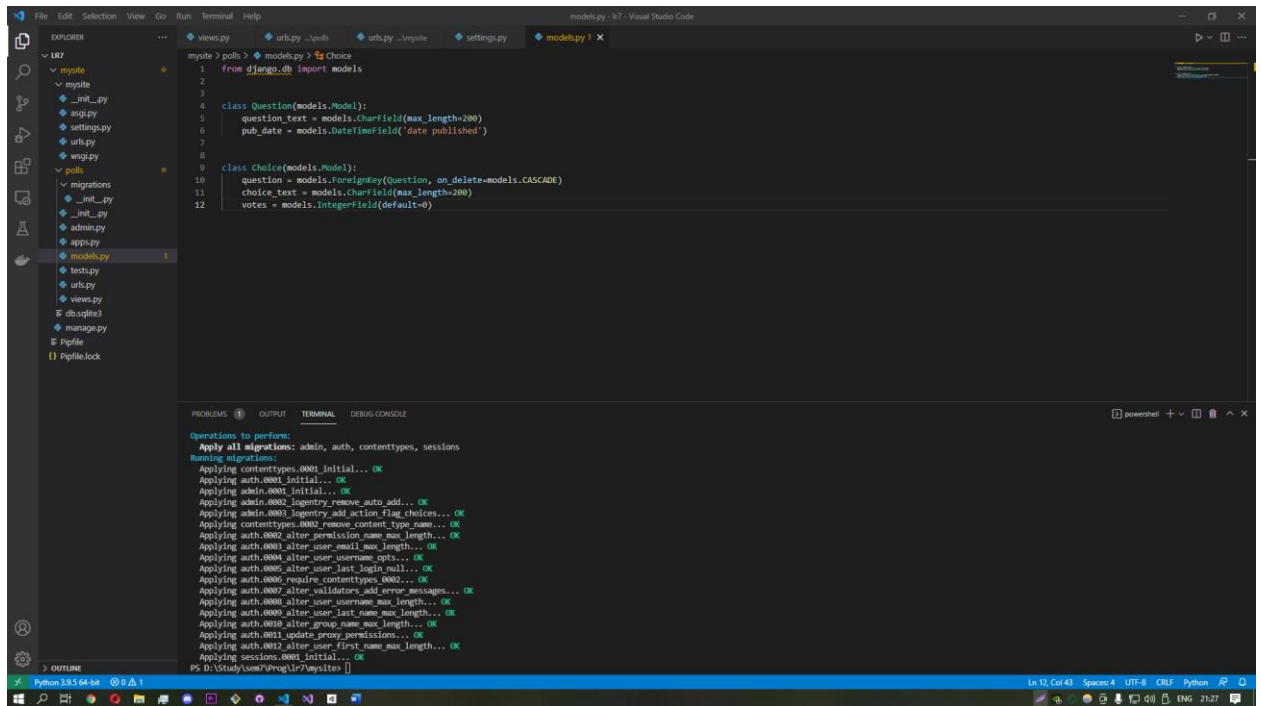 File Edit Selection View Go Run Terminal Help
models.py - lr7 - Visual Studio Code
EXPLORER
LR7
mysite
mysite
__init__.py
asgi.py
settings.py
urls.py
wsgi.py
polls
migrations
__init__.py
__init__.py
admin.py
apps.py
models.py 1
tests.py
urls.py
views.py
db.sqlite3
manage.py
Pipfile
{} Pipfile.lock
OUTLINE
views.py urls.py ...\polls urls.py ...\mysite settings.py models.py 1 ×
mysite > polls > models.py > Choice
1 from django.db import models
2
3
4 class Question(models.Model):
5 question_text = models.CharField(max_length=200)
6 pub_date = models.DateTimeField('date published')
7
8
9 class Choice(models.Model):
10 question = models.ForeignKey(Question, on_delete=models.CASCADE)
11 choice_text = models.CharField(max_length=200)
12 votes = models.IntegerField(default=0)
PROBLEMS 1 OUTPUT TERMINAL DEBUG CONSOLE
powershell
Operations to perform:
Apply all migrations: admin, auth, contenttypes, sessions
Running migrations:
Applying contenttypes.0001_initial... OK
Applying auth.0001_initial... OK
Applying admin.0001_initial... OK
Applying admin.0002_logentry_remove_auto_add... OK
Applying admin.0003_logentry_add_action_flag_choices... OK
Applying contenttypes.0002_remove_content_type_name... OK
Applying auth.0002_alter_permission_name_max_length... OK
Applying auth.0003_alter_user_email_max_length... OK
Applying auth.0004_alter_user_username_opts... OK
Applying auth.0005_alter_user_last_login_null... OK
Applying auth.0006_require_contenttypes_0002... OK
Applying auth.0007_alter_validators_add_error_messages... OK
Applying auth.0008_alter_user_username_max_length... OK
Applying auth.0009_alter_user_last_name_max_length... OK
Applying auth.0010_alter_group_name_max_length... OK
Applying auth.0011_update_proxy_permissions... OK
Applying auth.0012_alter_user_first_name_max_length... OK
Applying sessions.0001_initial... OK
PS D:\Study\sem7\Prog\lr7\mysite>
Python 3.9.5 64-bit 0 1
Ln 12, Col 43 Spaces: 4 UTF-8 CRLF Python
ENG 21:27